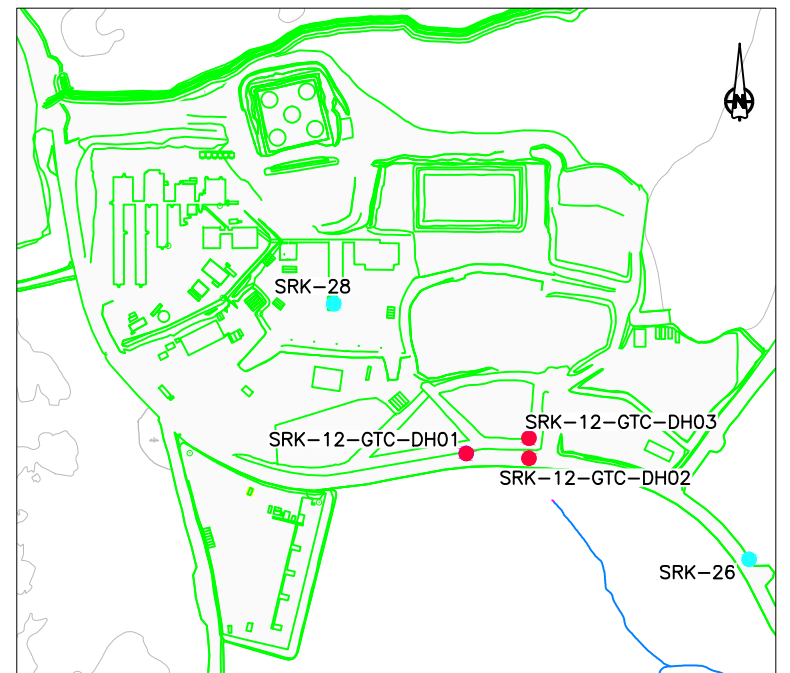 N
SRK-28
SRK-12-GTC-DH03
SRK-12-GTC-DH01
SRK-12-GTC-DH02
SRK-26